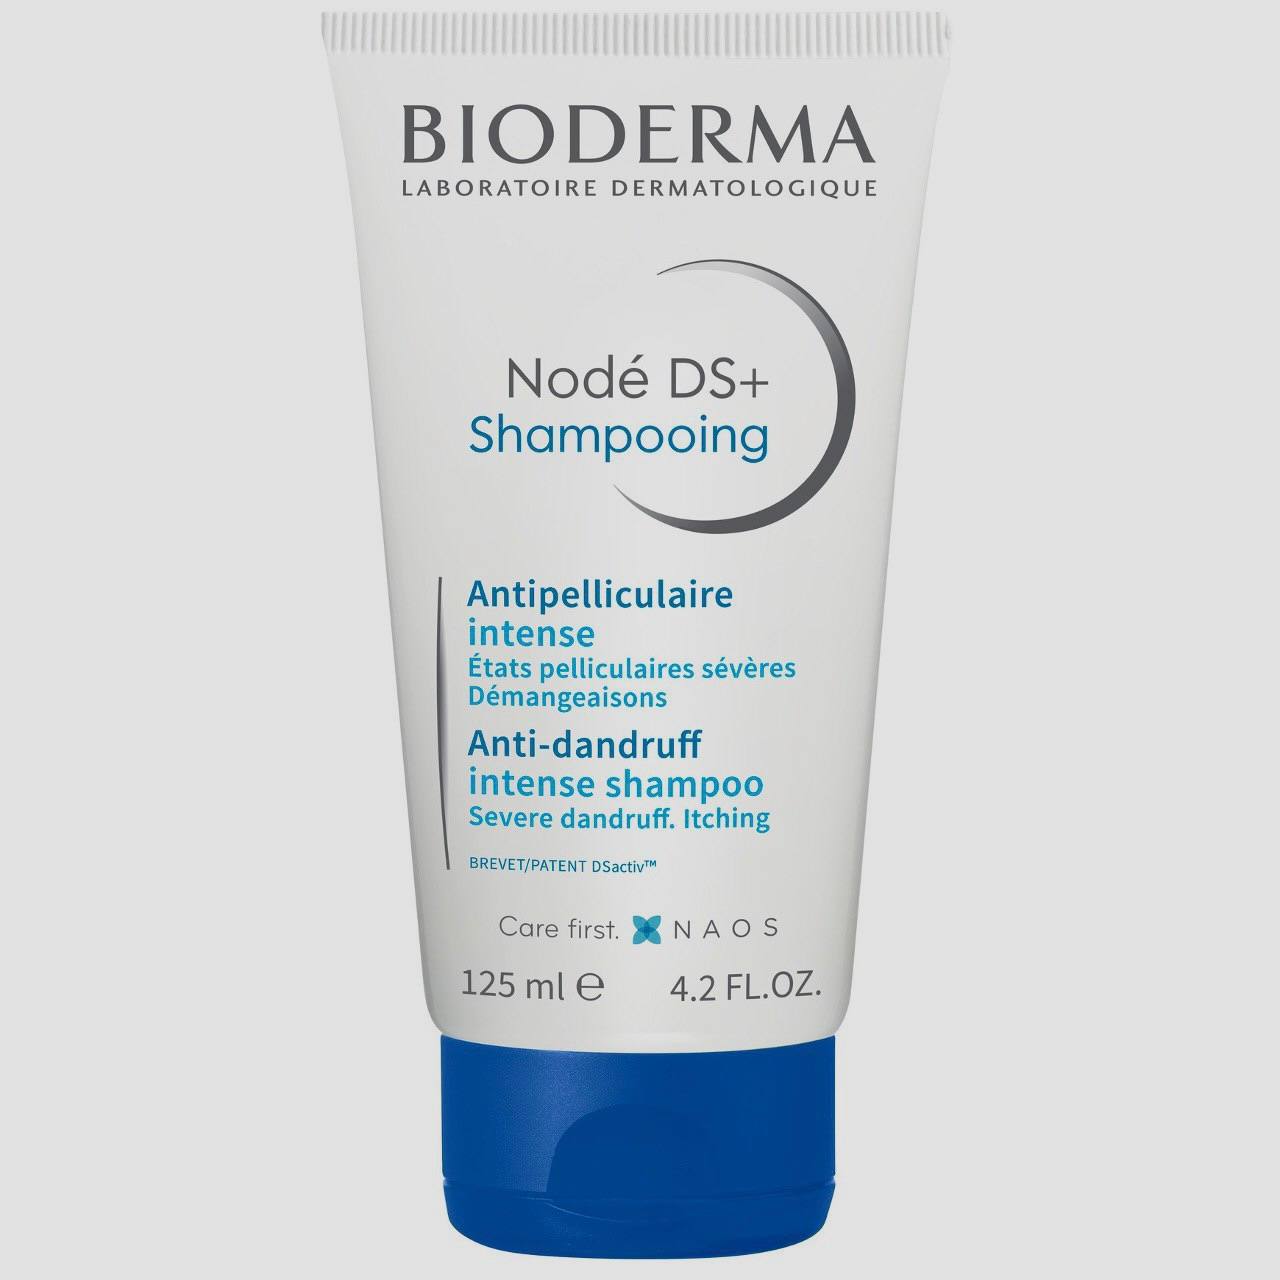 BIODERMA
LABORATOIRE DERMATOLOGIQUE
Nodé DS+
Shampooing
Antipelliculaire
intense
États pelliculaires sévères
Démangeaisons
Anti-dandruff
intense shampoo
Severe dandruff. Itching
BREVET/PATENT DSactiv™
Care first. NAOS
125 ml ℮ 4.2 FL.OZ.